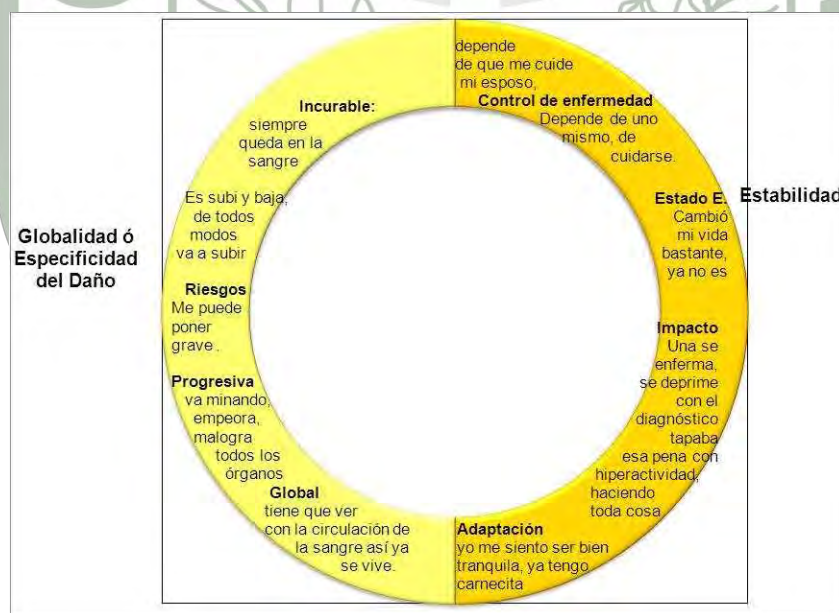 Globalidad ó
Especificidad
del Daño
Incurable:
siempre
queda en la
sangre
Es subi y baja,
de todos
modos
va a subir
Riesgos
Me puede
poner
grave .
Progresiva
va minando,
empeora,
malogra
todos los
órganos
Global
tiene que ver
con la circulación de
la sangre así ya
se vive.
depende
de que me cuide
mi esposo,
Control de enfermedad
Depende de uno
mismo, de
cuidarse.
Estado E.
Cambió
mi vida
bastante,
ya no es
Impacto
Una se
enferma,
se deprime
con el
diagnóstico
tapaba
esa pena con
hiperactividad,
haciendo
toda cosa
Adaptación
yo me siento ser bien
tranquila, ya tengo
carnecita
Estabilidad